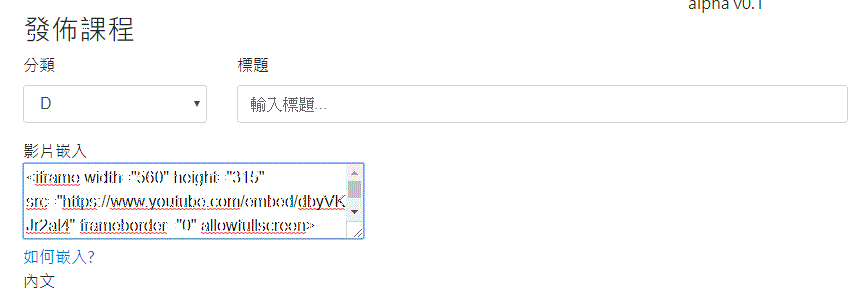 alpha v0.1
發佈課程
分類 標題
D 輸入標題...
影片嵌入
<iframe width="560" height="315"
src="https://www.youtube.com/embed/dbyVK
frameborder="0" allowfullscreen>
如何嵌入?
內文